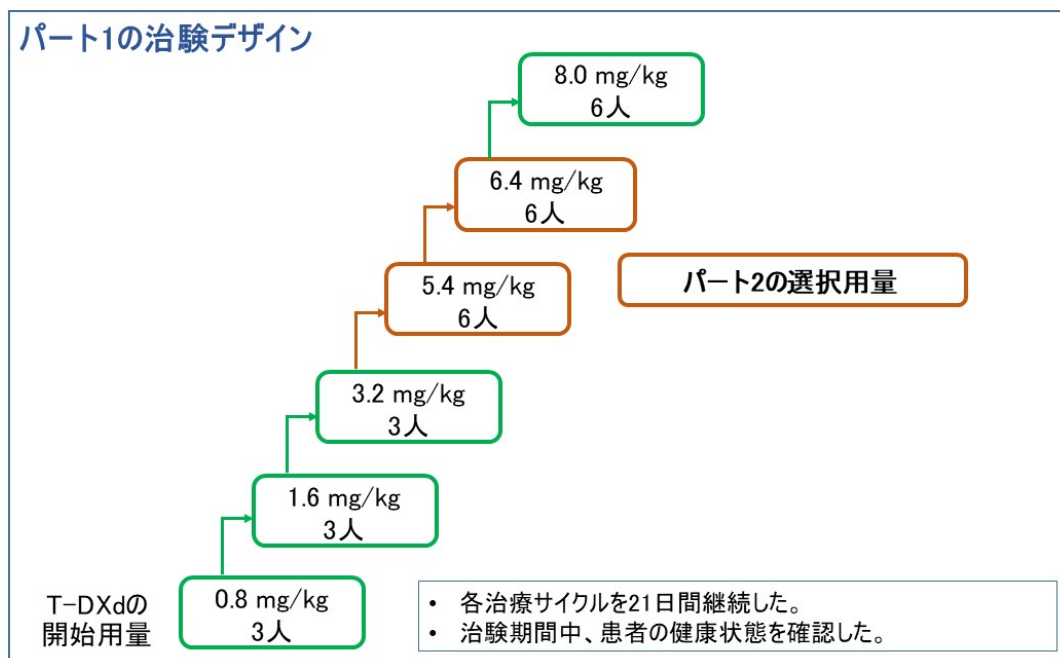 パート1の治験デザイン
8.0 mg/kg
6人
6.4 mg/kg
6人
5.4 mg/kg
6人
パート2の選択用量
3.2 mg/kg
3人
1.6 mg/kg
3人
T-DXdの
開始用量
0.8 mg/kg
3人
• 各治療サイクルを21日間継続した。
• 治験期間中、患者の健康状態を確認した。